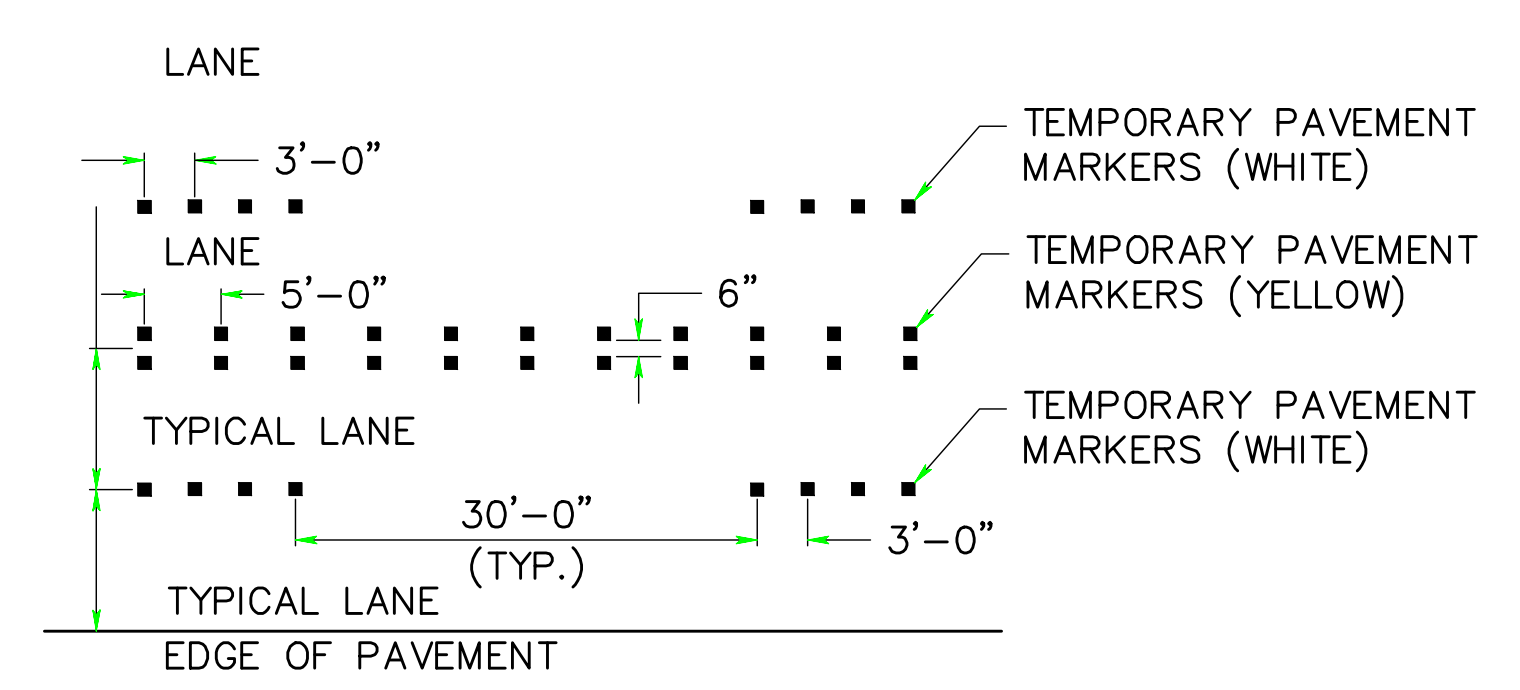 LANE
TEMPORARY PAVEMENT
MARKERS (WHITE)
3'-0"
LANE
TEMPORARY PAVEMENT
MARKERS (YELLOW)
5'-0"
6"
TEMPORARY PAVEMENT
MARKERS (WHITE)
TYPICAL LANE
30'-0"
(TYP.)
3'-0"
TYPICAL LANE
EDGE OF PAVEMENT